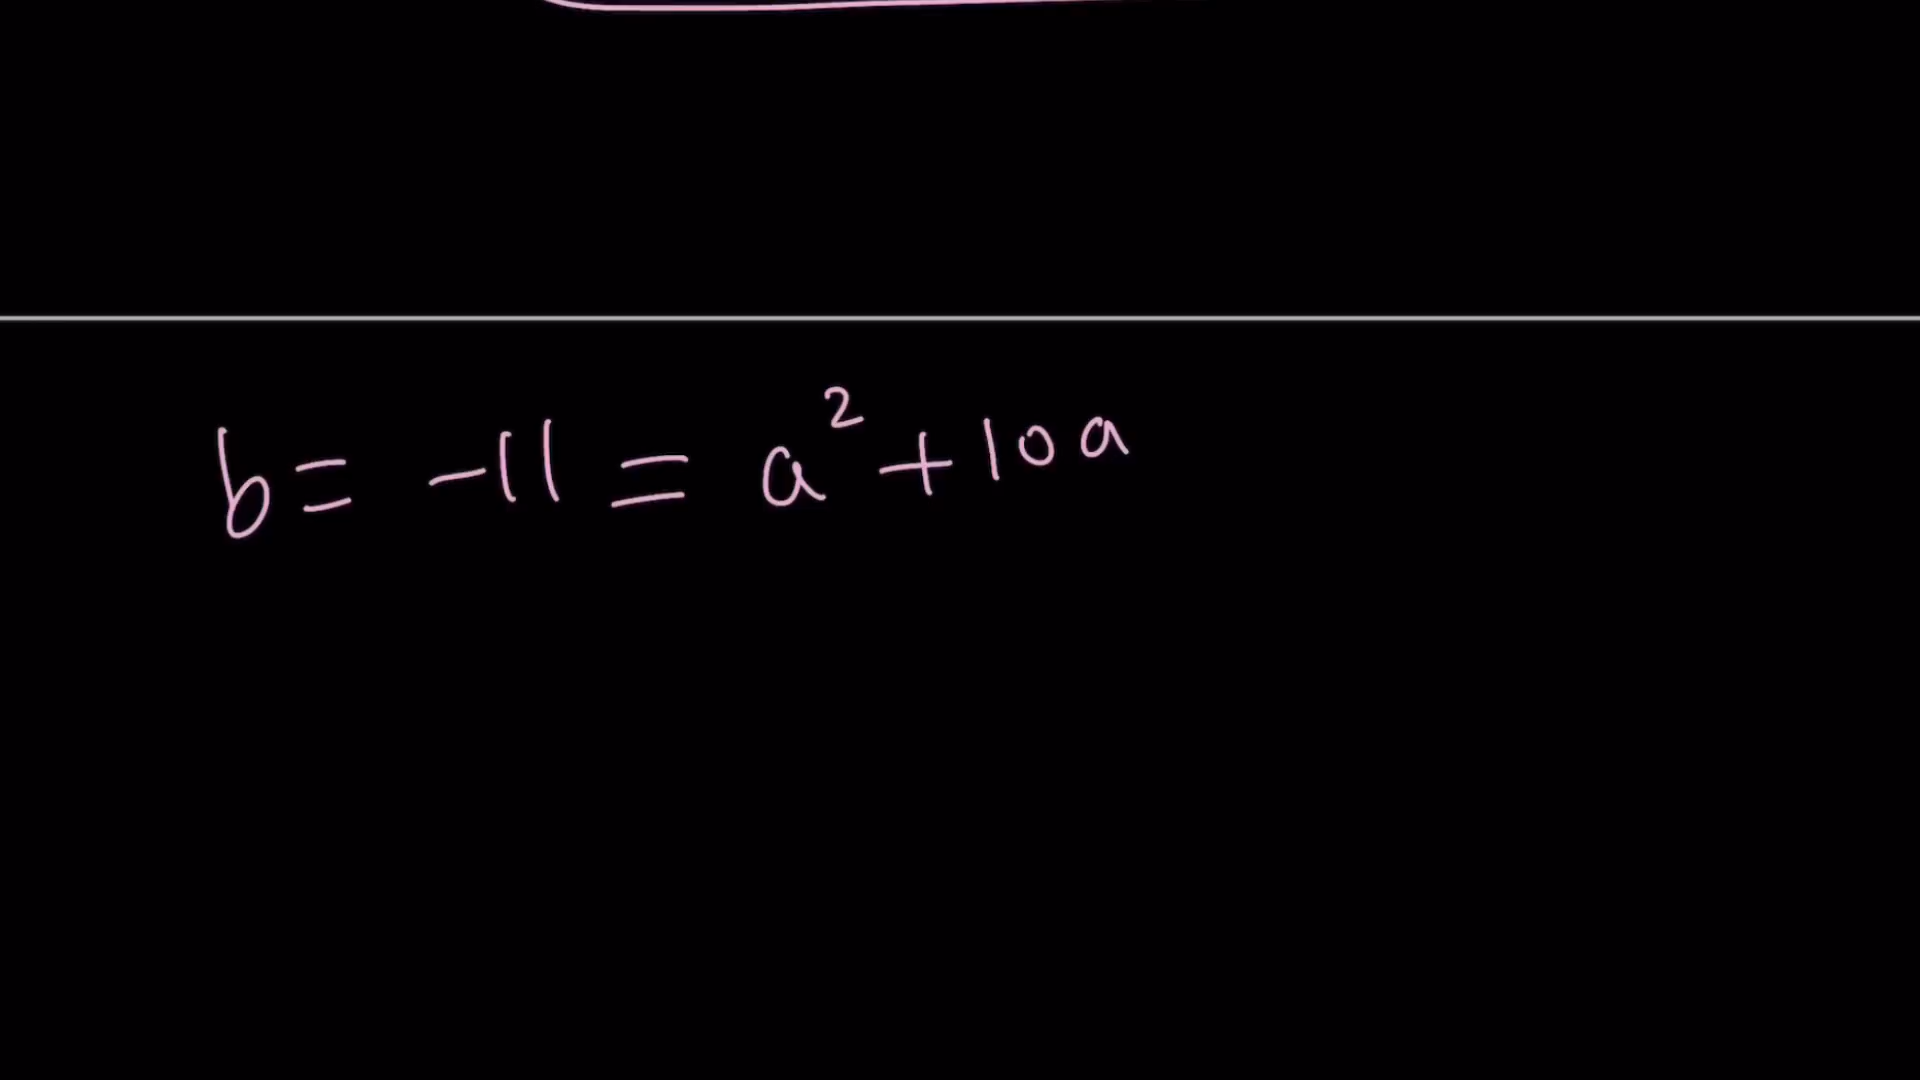 b = -11 = a² + 10a